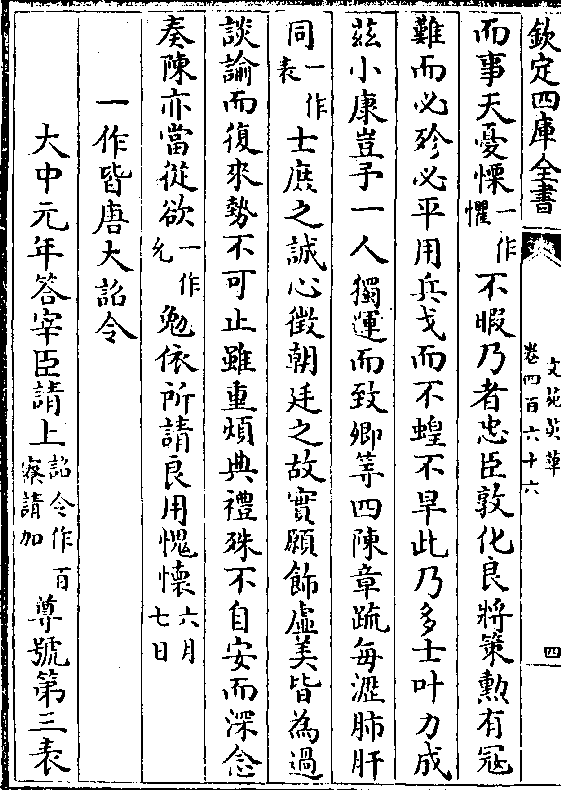 欽定四庫全書
文苑英華
卷四百六十六
四
而事天憂慄一作懼不暇乃者忠臣敦化良將策勲有冦
難而必殄必平用兵戈而不蝗不旱此乃多士叶力成
兹小康豈予一人獨運而致卿等四陳章疏每瀝肺肝
同一作表士庶之誠心徵朝廷之故實願飾虛美皆為過
談諭而復來勢不可止雖重煩典禮殊不自安而深念
奏陳亦當從欲一作允勉依所請良用愧懷六月七日
一作皆唐大詔令
大中元年答宰臣請上詔令作百寮請加尊號第三表